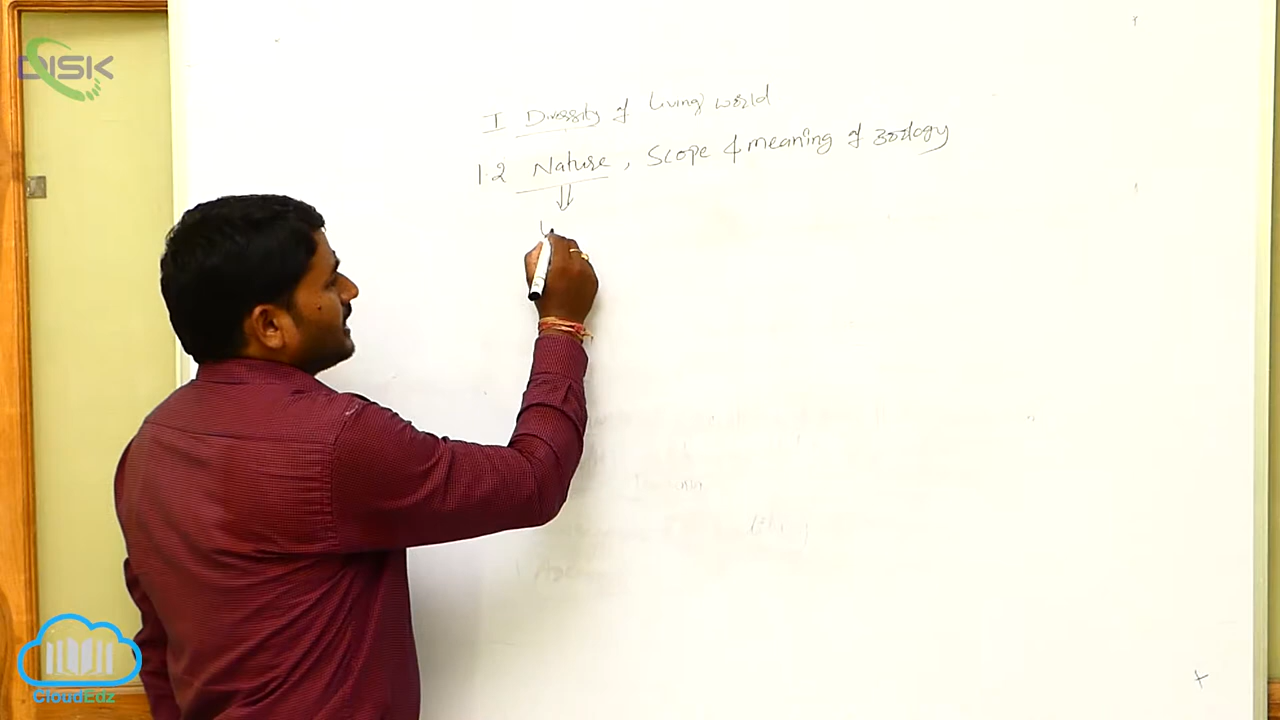 DISK
I Diversity of Living world
1.2 Nature, Scope & meaning of zoology
CloudEdz